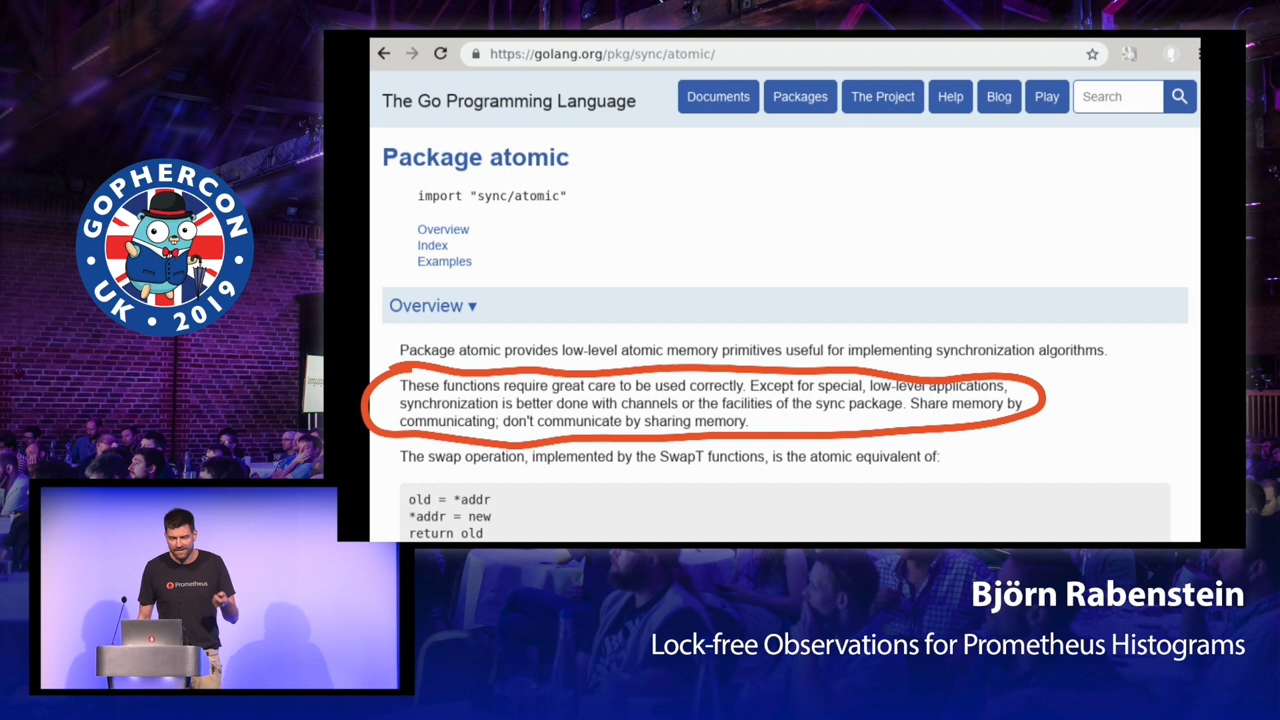 https://golang.org/pkg/sync/atomic/
The Go Programming Language
Documents
Packages
The Project
Help
Blog
Play
Search
Package atomic
import "sync/atomic"
Overview
Index
Examples
Overview ▾
Package atomic provides low-level atomic memory primitives useful for implementing synchronization algorithms.
These functions require great care to be used correctly. Except for special, low-level applications,
synchronization is better done with channels or the facilities of the sync package. Share memory by
communicating; don't communicate by sharing memory.
The swap operation, implemented by the SwapT functions, is the atomic equivalent of:
old = *addr
*addr = new
return old
GOPHERCON
UK • 2019
Prometheus
Björn Rabenstein
Lock-free Observations for Prometheus Histograms